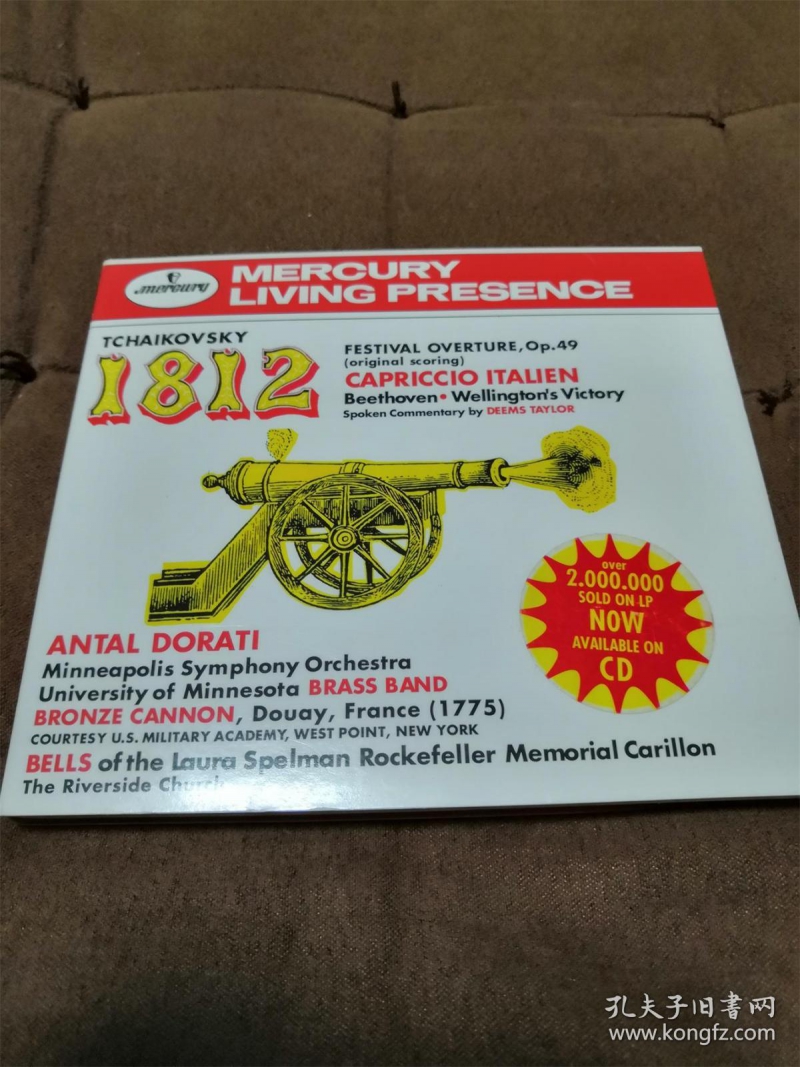 mercury
MERCURY
LIVING PRESENCE
TCHAIKOVSKY
1812
FESTIVAL OVERTURE, Op.49
(original scoring)
CAPRICCIO ITALIEN
Beethoven • Wellington's Victory
Spoken Commentary by DEEMS TAYLOR
over
2.000.000
SOLD ON LP
NOW
AVAILABLE ON
CD
ANTAL DORATI
Minneapolis Symphony Orchestra
University of Minnesota BRASS BAND
BRONZE CANNON, Douay, France (1775)
COURTESY U.S. MILITARY ACADEMY, WEST POINT, NEW YORK
BELLS of the Laura Spelman Rockefeller Memorial Carillon
The Riverside Church
孔夫子旧书网
www.kongfz.com